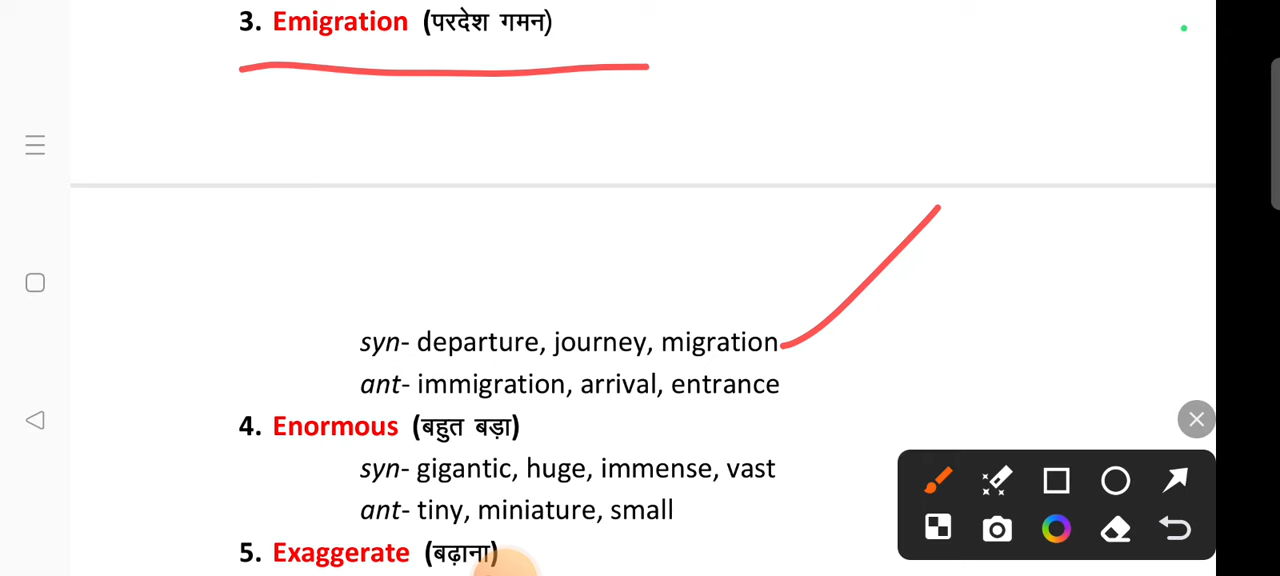 3. Emigration (परदेश गमन)
syn- departure, journey, migration
ant- immigration, arrival, entrance
4. Enormous (बहुत बड़ा)
syn- gigantic, huge, immense, vast
ant- tiny, miniature, small
5. Exaggerate (बढ़ाना)